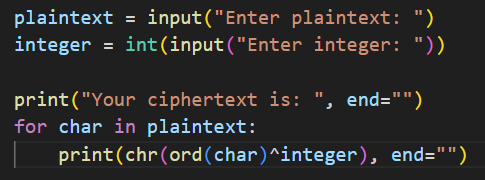 plaintext = input("Enter plaintext: ")
integer = int(input("Enter integer: "))

print("Your ciphertext is: ", end="")
for char in plaintext:
    print(chr(ord(char)^integer), end="")